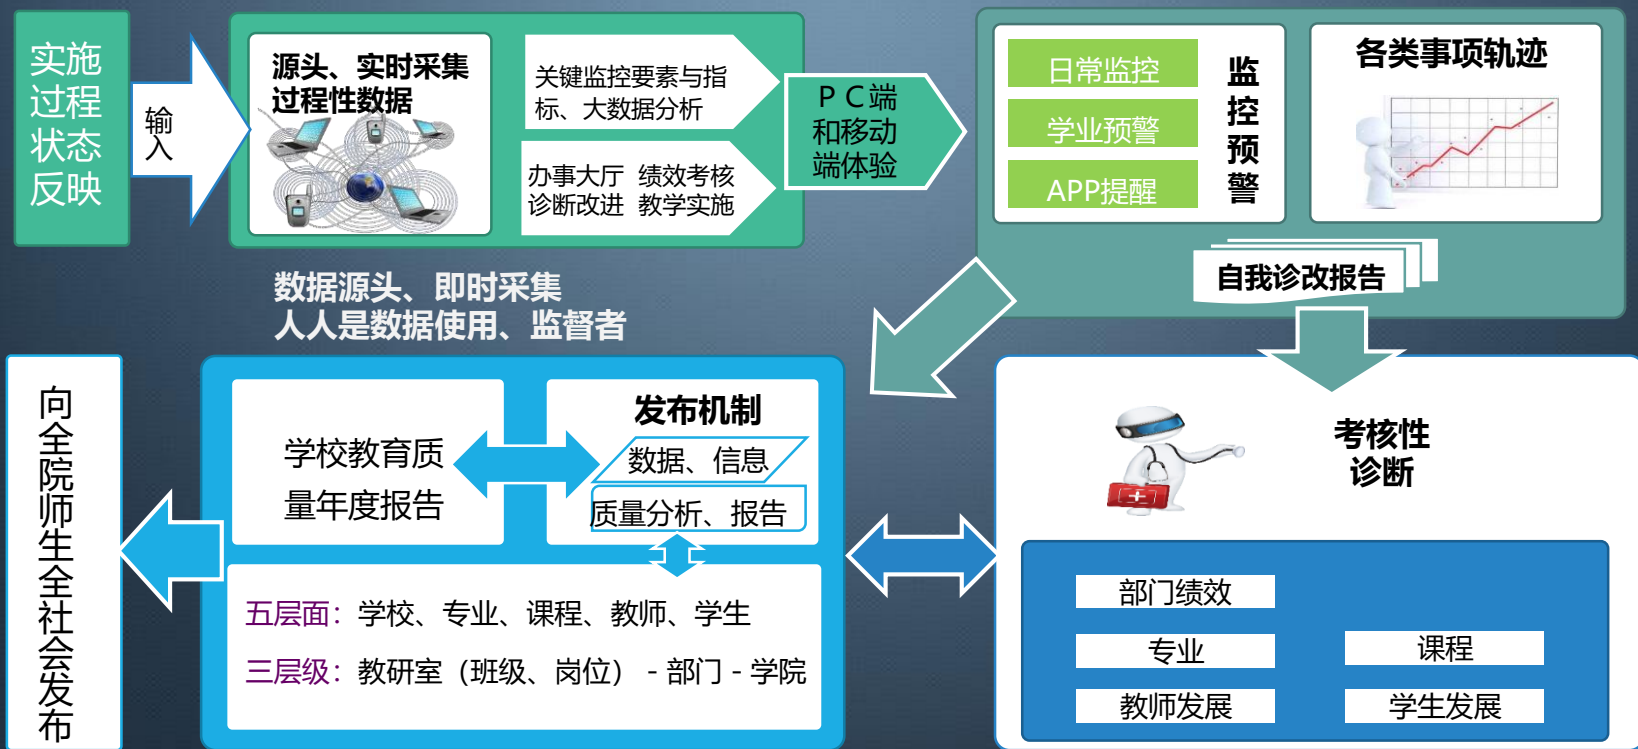 实施
过程
状态
反映
输
入
源头、实时采集
过程性数据
关键监控要素与指
标、大数据分析
办事大厅 绩效考核
诊断改进 教学实施
ＰＣ端
和移动
端体验
日常监控
学业预警
APP提醒
监
控
预
警
各类事项轨迹
自我诊改报告
数据源头、即时采集
人人是数据使用、监督者
向
全
院
师
生
全
社
会
发
布
学校教育质
量年度报告
发布机制
数据、信息
质量分析、报告
五层面：学校、专业、课程、教师、学生
三层级：教研室（班级、岗位）- 部门 - 学院
考核性
诊断
部门绩效
专业
课程
教师发展
学生发展